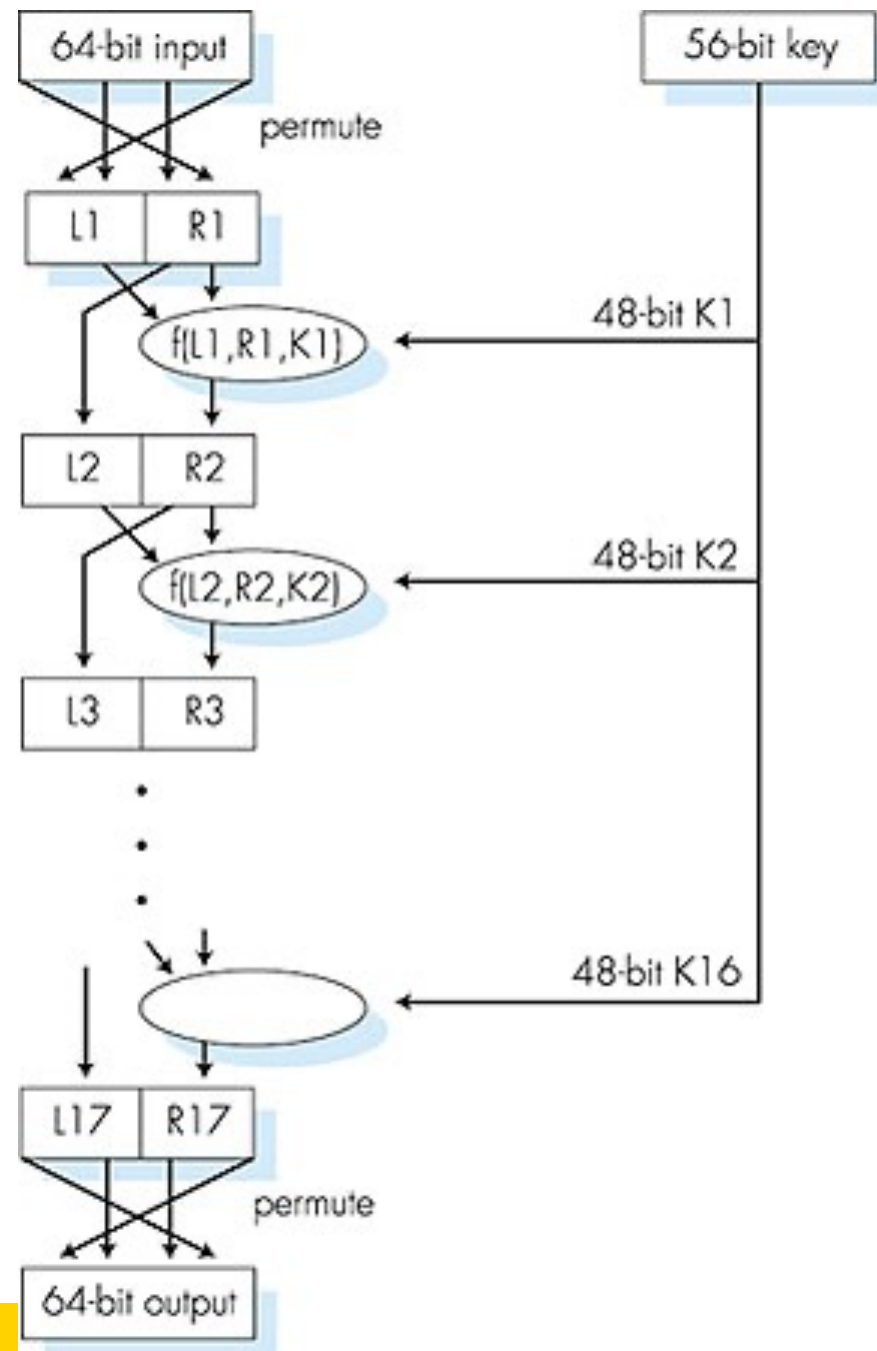 64-bit input
56-bit key
permute
L1 R1
48-bit K1
f(L1,R1,K1)
L2 R2
48-bit K2
f(L2,R2,K2)
L3 R3
48-bit K16
L17 R17
permute
64-bit output